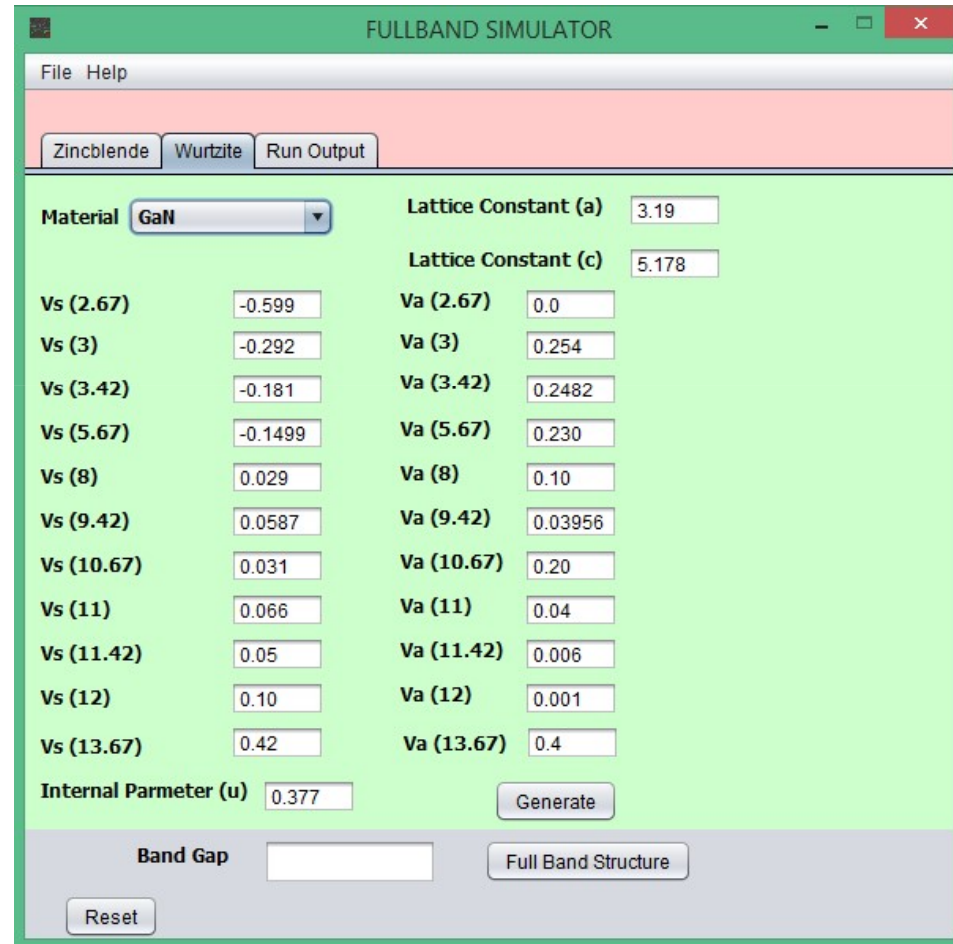 FULLBAND SIMULATOR
File Help
Zincblende Wurtzite Run Output
Material GaN Lattice Constant (a) 3.19
Lattice Constant (c) 5.178
Vs (2.67) -0.599 Va (2.67) 0.0
Vs (3) -0.292 Va (3) 0.254
Vs (3.42) -0.181 Va (3.42) 0.2482
Vs (5.67) -0.1499 Va (5.67) 0.230
Vs (8) 0.029 Va (8) 0.10
Vs (9.42) 0.0587 Va (9.42) 0.03956
Vs (10.67) 0.031 Va (10.67) 0.20
Vs (11) 0.066 Va (11) 0.04
Vs (11.42) 0.05 Va (11.42) 0.006
Vs (12) 0.10 Va (12) 0.001
Vs (13.67) 0.42 Va (13.67) 0.4
Internal Parmeter (u) 0.377 Generate
Band Gap Full Band Structure
Reset